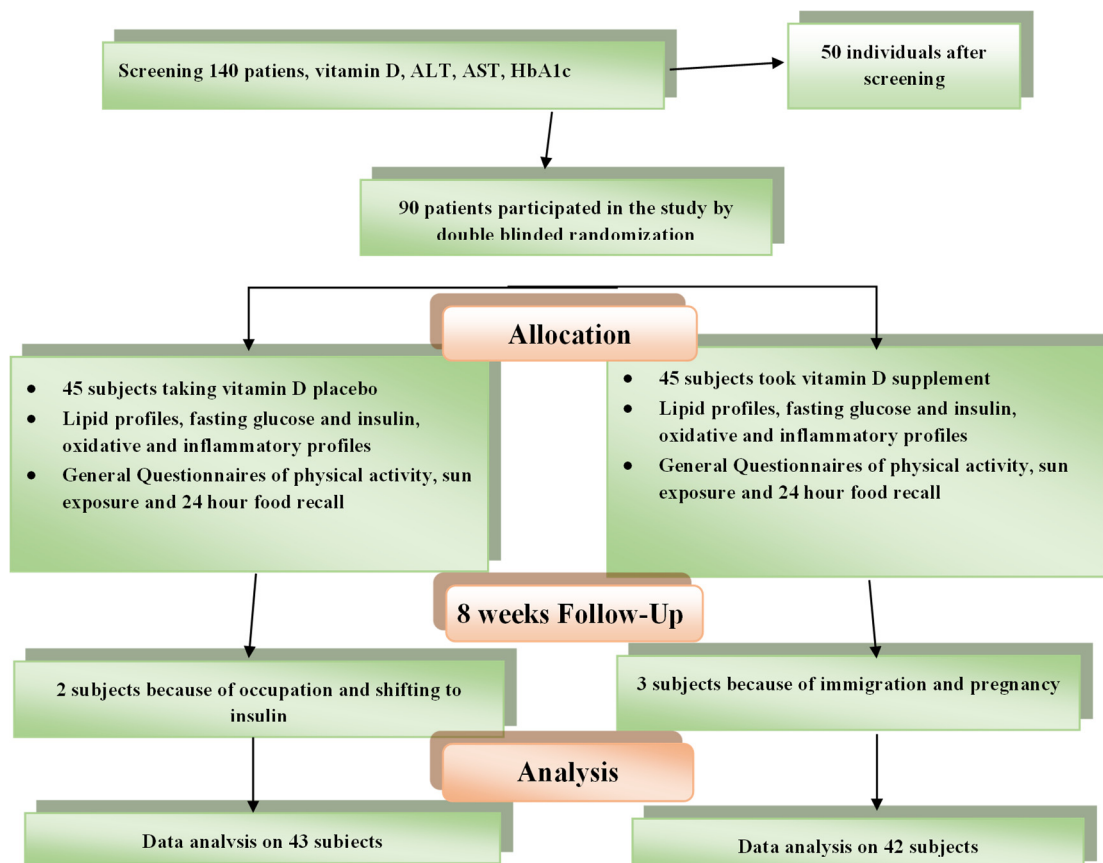 Screening 140 patiens, vitamin D, ALT, AST, HbA1c
50 individuals after
screening
90 patients participated in the study by
double blinded randomization
Allocation
• 45 subjects taking vitamin D placebo
• Lipid profiles, fasting glucose and insulin,
oxidative and inflammatory profiles
• General Questionnaires of physical activity, sun
exposure and 24 hour food recall
• 45 subjects took vitamin D supplement
• Lipid profiles, fasting glucose and insulin,
oxidative and inflammatory profiles
• General Questionnaires of physical activity, sun
exposure and 24 hour food recall
8 weeks Follow-Up
2 subjects because of occupation and shifting to
insulin
3 subjects because of immigration and pregnancy
Analysis
Data analysis on 43 subjects
Data analysis on 42 subjects